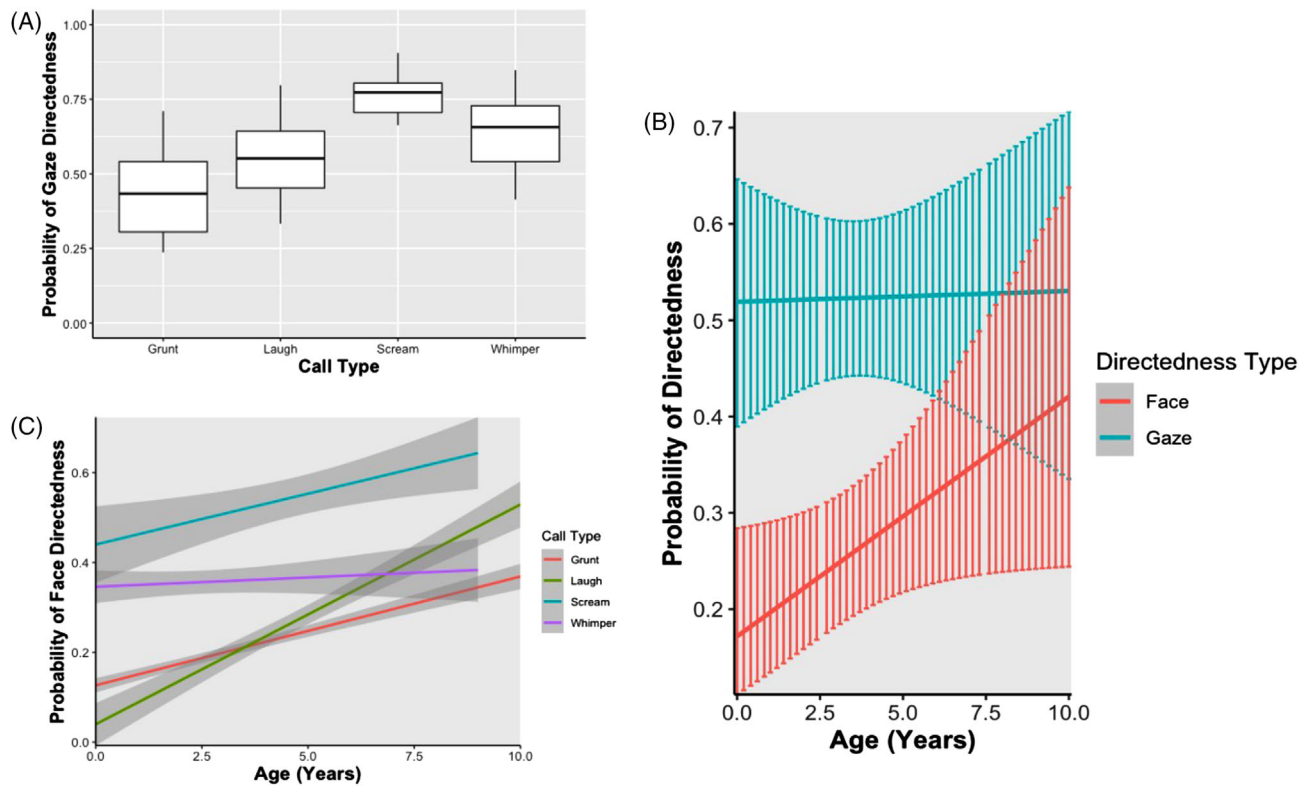 (A)
Probability of Gaze Directedness
1.00
0.75
0.50
0.25
0.00
Grunt Laugh Scream Whimper
Call Type
(B)
Probability of Directedness
0.7
0.6
0.5
0.4
0.3
0.2
0.0 2.5 5.0 7.5 10.0
Age (Years)
Directedness Type
Face
Gaze
(C)
Probability of Face Directedness
0.6
0.4
0.2
0.0
0.0 2.5 5.0 7.5 10.0
Age (Years)
Call Type
Grunt
Laugh
Scream
Whimper